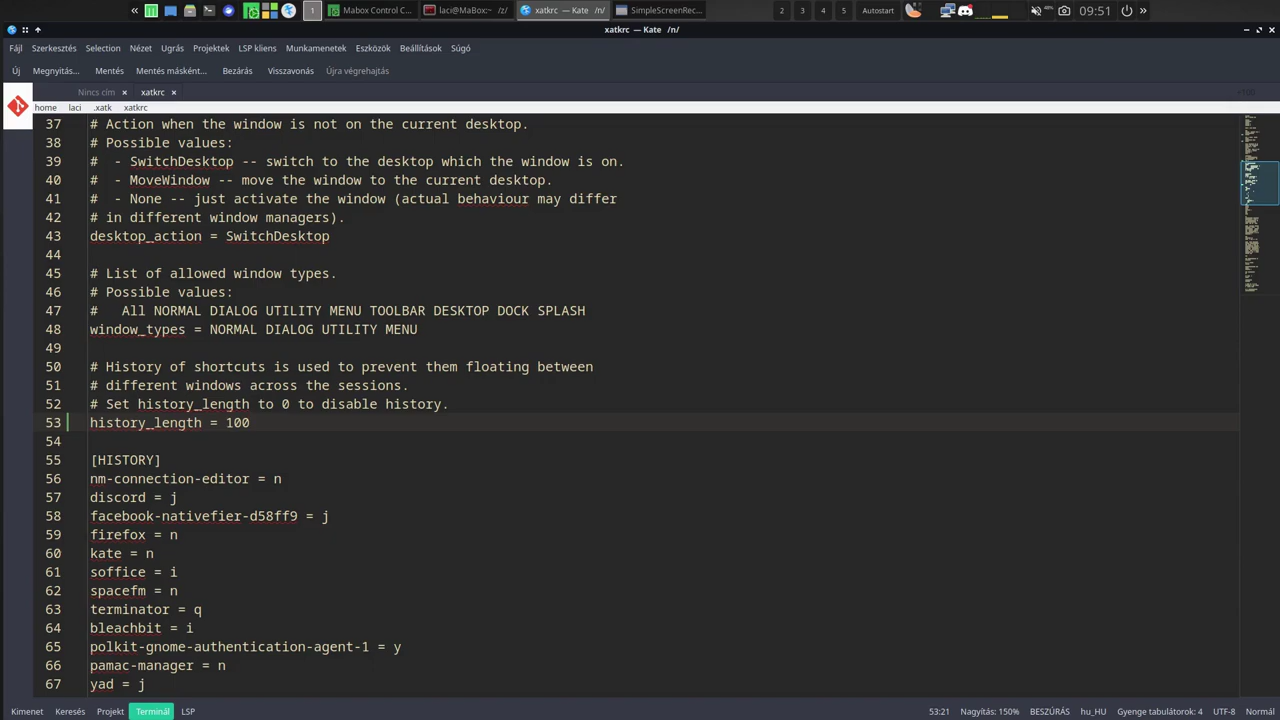 1
Mabox Control C
laci@MaBox:~ /z/
xatkrc — Kate /n/
SimpleScreenRec
2
3
4
5
Autostart
49%
09:51
xatkrc — Kate /n/
Fájl Szerkesztés Selection Nézet Ugrás Projektek LSP kliens Munkamenetek Eszközök Beállítások Súgó
Új Megnyitás... Mentés Mentés másként... Bezárás Visszavonás Újra végrehajtás
Nincs cím xatkrc
home laci .xatk xatkrc
37 # Action when the window is not on the current desktop.
38 # Possible values:
39 #  - SwitchDesktop -- switch to the desktop which the window is on.
40 #  - MoveWindow -- move the window to the current desktop.
41 #  - None -- just activate the window (actual behaviour may differ
42 # in different window managers).
43 desktop_action = SwitchDesktop
44
45 # List of allowed window types.
46 # Possible values:
47 #   All NORMAL DIALOG UTILITY MENU TOOLBAR DESKTOP DOCK SPLASH
48 window_types = NORMAL DIALOG UTILITY MENU
49
50 # History of shortcuts is used to prevent them floating between
51 # different windows across the sessions.
52 # Set history_length to 0 to disable history.
53 history_length = 100
54
55 [HISTORY]
56 nm-connection-editor = n
57 discord = j
58 facebook-nativefier-d58ff9 = j
59 firefox = n
60 kate = n
61 soffice = i
62 spacefm = n
63 terminator = q
64 bleachbit = i
65 polkit-gnome-authentication-agent-1 = y
66 pamac-manager = n
67 yad = j
Kimenet Keresés Projekt Terminál LSP
53:21 Nagyítás: 150% BESZÚRÁS hu_HU Gyenge tabulátorok: 4 UTF-8 Normál